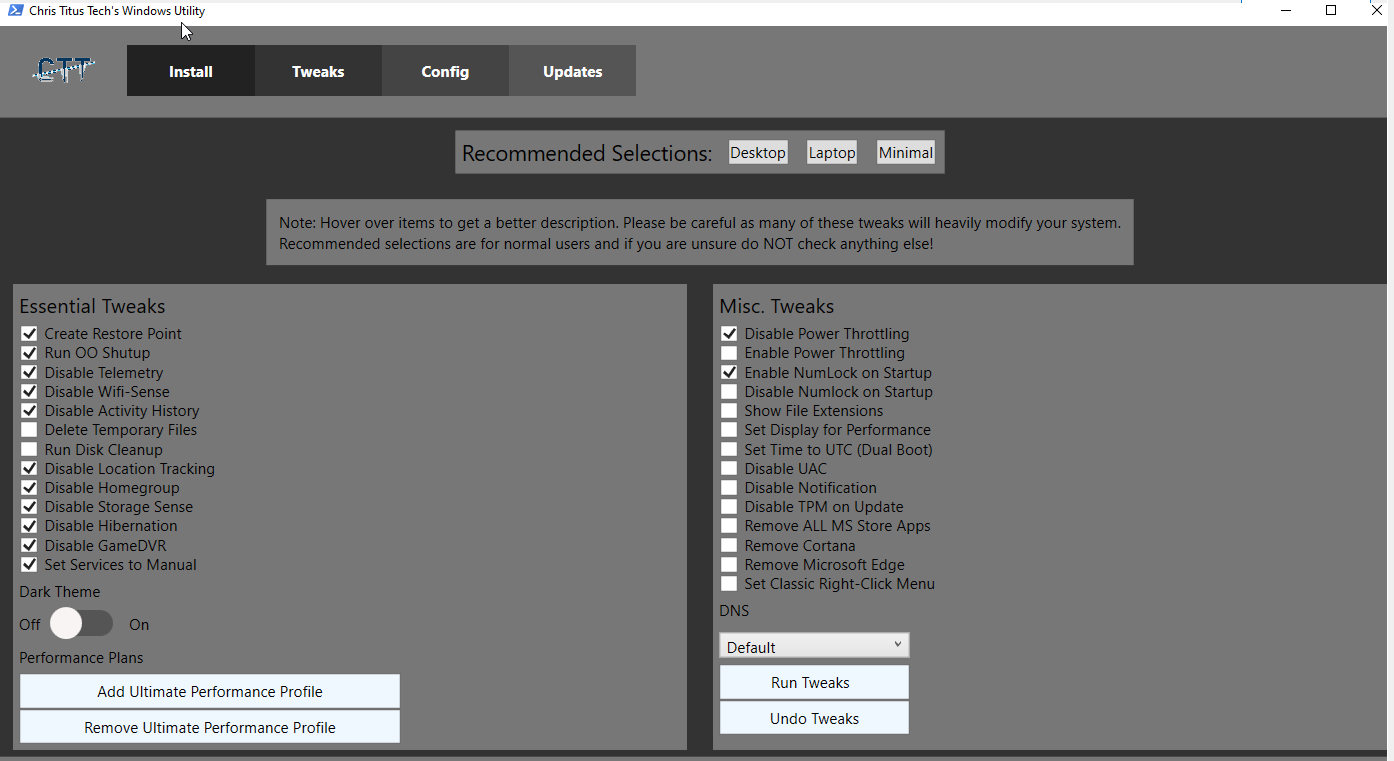 Chris Titus Tech's Windows Utility
CTT
Install Tweaks Config Updates
Recommended Selections: Desktop Laptop Minimal
Note: Hover over items to get a better description. Please be careful as many of these tweaks will heavily modify your system.
Recommended selections are for normal users and if you are unsure do NOT check anything else!
Essential Tweaks
Create Restore Point
Run OO Shutup
Disable Telemetry
Disable Wifi-Sense
Disable Activity History
Delete Temporary Files
Run Disk Cleanup
Disable Location Tracking
Disable Homegroup
Disable Storage Sense
Disable Hibernation
Disable GameDVR
Set Services to Manual
Dark Theme
Off On
Performance Plans
Add Ultimate Performance Profile
Remove Ultimate Performance Profile
Misc. Tweaks
Disable Power Throttling
Enable Power Throttling
Enable NumLock on Startup
Disable Numlock on Startup
Show File Extensions
Set Display for Performance
Set Time to UTC (Dual Boot)
Disable UAC
Disable Notification
Disable TPM on Update
Remove ALL MS Store Apps
Remove Cortana
Remove Microsoft Edge
Set Classic Right-Click Menu
DNS
Default
Run Tweaks
Undo Tweaks